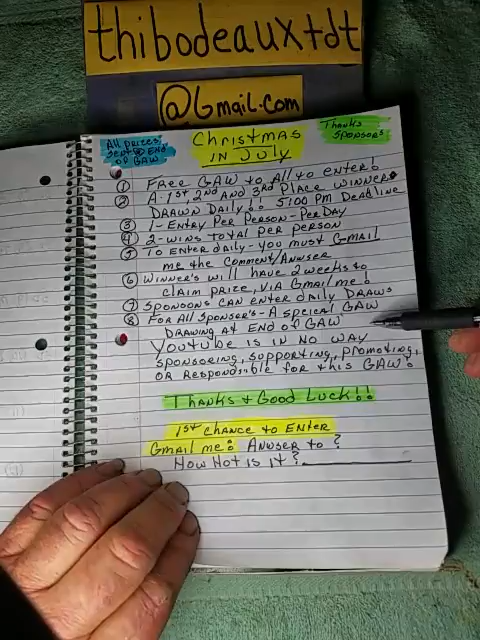 thibodeauxtdt
@Gmail.com
All prizes
sent @ END
OF GAW
Christmas
IN July
Thanks
Sponsors
① FREE GAW to All to enter!
② A 1st, 2nd AND 3rd PLACE WINNER
DRAWN DAILY!! 5:00 PM DEADLINE
③ 1-ENTRY PER PERSON-PER DAY
④ 2-WINS TOTAL PER PERSON
⑤ TO ENTER daily-you must GMAIL
me the comment/ANWSER
⑥ WINNER'S will HAVE 2 weeks to
claim prize, VIA Gmail me!
⑦ SPONSORS CAN enter daily DRAWS
⑧ FOR All SPONSER'S-A special GAW
DRAWING AT END OF GAW
YOUTUBE IS IN NO WAY
SPONSORING, SUPPORTING, PROMOTING,
OR RESPONSIBLE FOR tHIS GAW!
THANKS + GOOD LUCK!!
1st CHANCE to ENTER
Gmail me: ANWSER to?
HOW HOT is it?